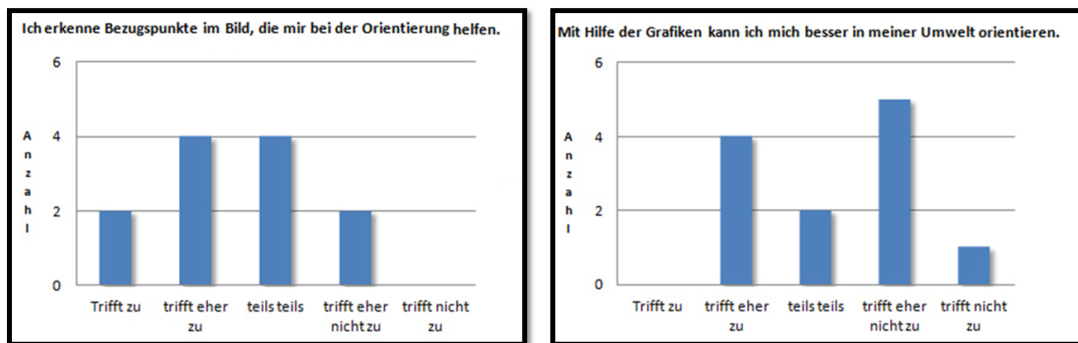 Ich erkenne Bezugspunkte im Bild, die mir bei der Orientierung helfen.
6
4
2
0
Anzahl
Trifft zu
trifft eher zu
teils teils
trifft eher nicht zu
trifft nicht zu
Mit Hilfe der Grafiken kann ich mich besser in meiner Umwelt orientieren.
6
4
2
0
Anzahl
Trifft zu
trifft eher zu
teils teils
trifft eher nicht zu
trifft nicht zu